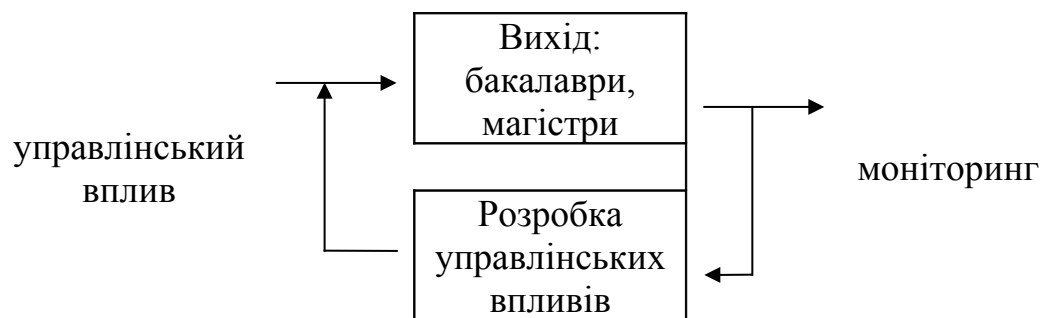 Вихід:
бакалаври,
магістри
управлінський
вплив
моніторинг
Розробка
управлінських
впливів